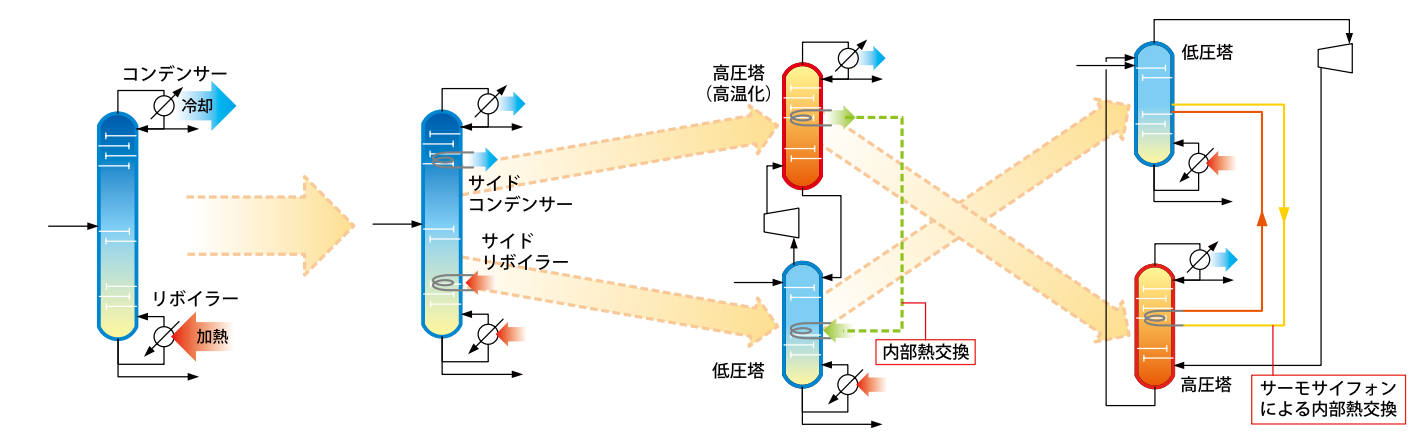 コンデンサー
冷却
リボイラー
加熱
サイド
コンデンサー
サイド
リボイラー
高圧塔
（高温化）
低圧塔
内部熱交換
低圧塔
高圧塔
サーモサイフォン
による内部熱交換